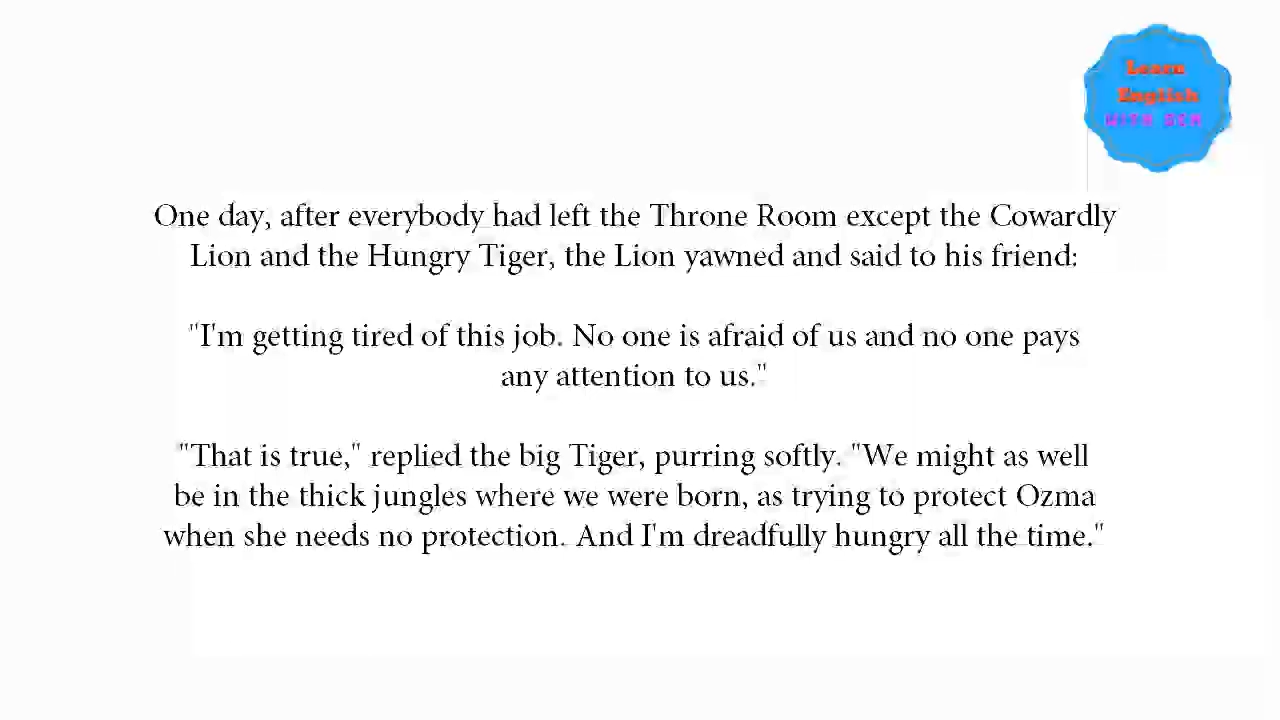 Learn
English
WITH
One day, after everybody had left the Throne Room except the Cowardly
Lion and the Hungry Tiger, the Lion yawned and said to his friend:
"I'm getting tired of this job. No one is afraid of us and no one pays
any attention to us."
"That is true," replied the big Tiger, purring softly. "We might as well
be in the thick jungles where we were born, as trying to protect Ozma
when she needs no protection. And I'm dreadfully hungry all the time."